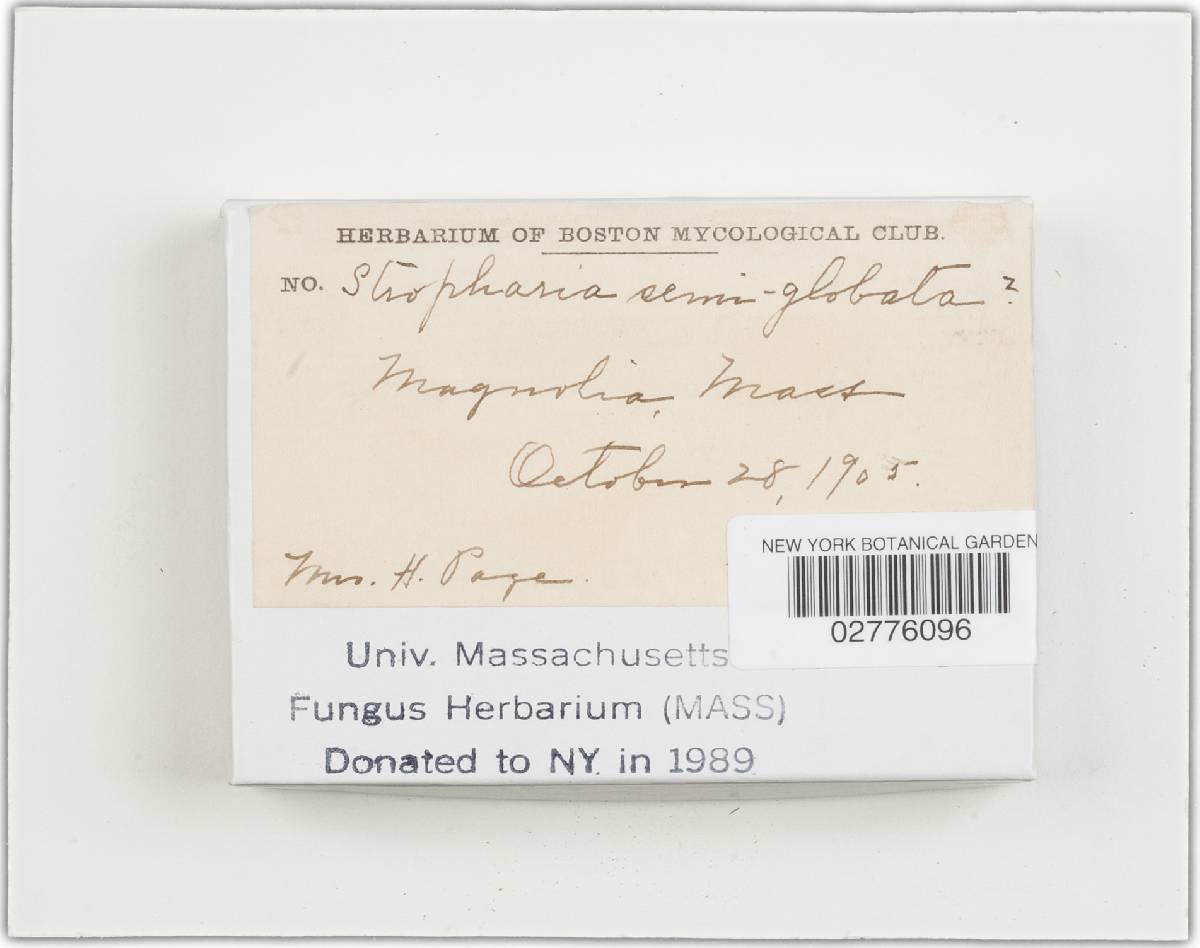 HERBARIUM OF BOSTON MYCOLOGICAL CLUB.
NO. Stropharia semi-globata ?
Magnolia, Mass
October 28, 1905.
Mrs. H. Page.
NEW YORK BOTANICAL GARDEN
02776096
Univ. Massachusetts
Fungus Herbarium (MASS)
Donated to NY in 1989